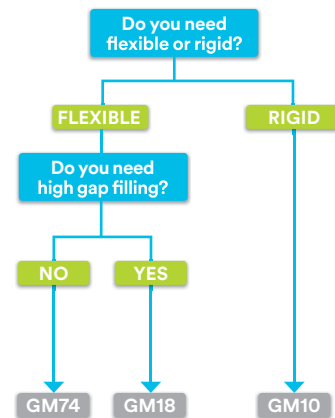 Do you need
flexible or rigid?
FLEXIBLE
RIGID
Do you need
high gap filling?
NO
YES
GM74
GM18
GM10